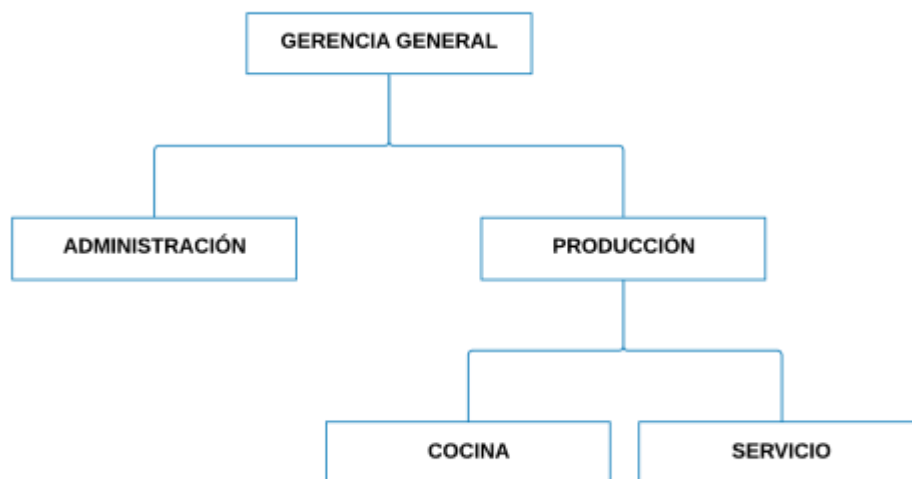 GERENCIA GENERAL
ADMINISTRACIÓN
PRODUCCIÓN
COCINA
SERVICIO